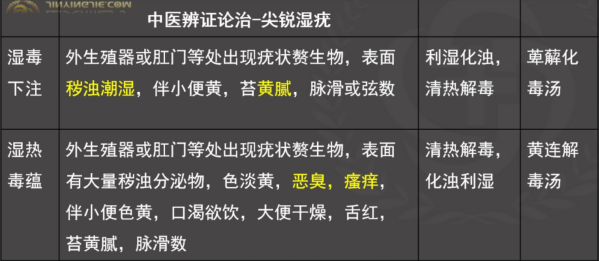 JINYINGJIE.COM
中医辨证论治-尖锐湿疣
湿毒
下注
外生殖器或肛门等处出现疣状赘生物，表面
秽浊潮湿，伴小便黄，苔黄腻，脉滑或弦数
利湿化浊，
清热解毒
萆薢化
毒汤
湿热
毒蕴
外生殖器或肛门等处出现疣状赘生物，表面
有大量秽浊分泌物，色淡黄，恶臭，瘙痒，
伴小便色黄，口渴欲饮，大便干燥，舌红，
苔黄腻，脉滑数
清热解毒，
化浊利湿
黄连解
毒汤